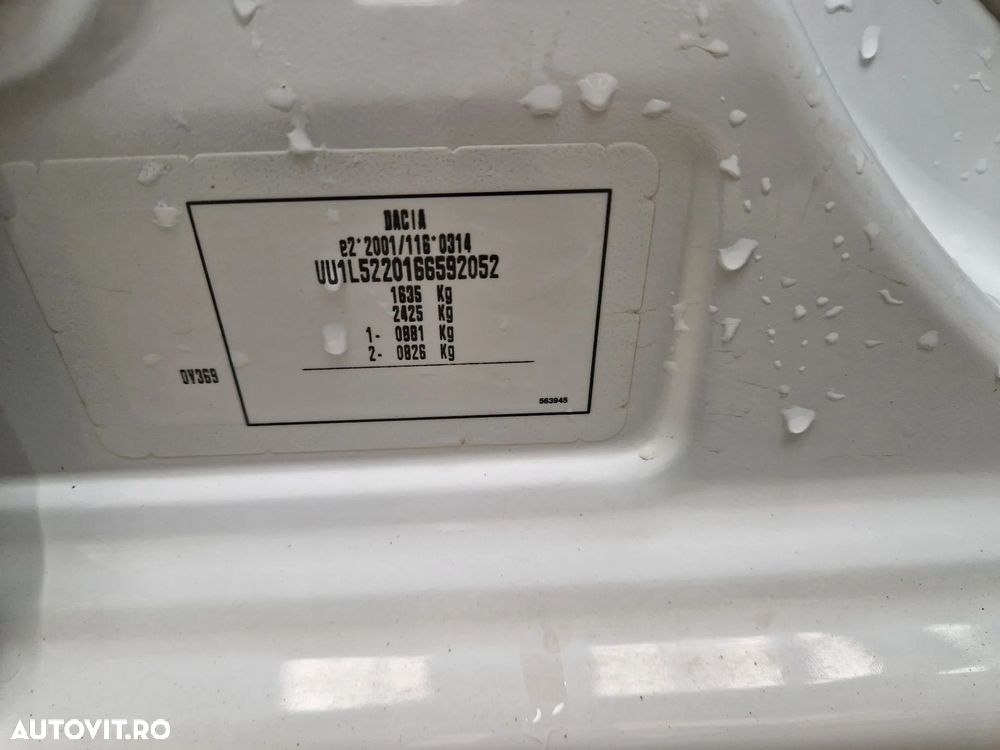 DACIA
e2*2001/116*0314
UU1L5220166592052
1635 Kg
2425 Kg
1- 0881 Kg
2- 0826 Kg
OV369
563945
AUTOVIT.RO